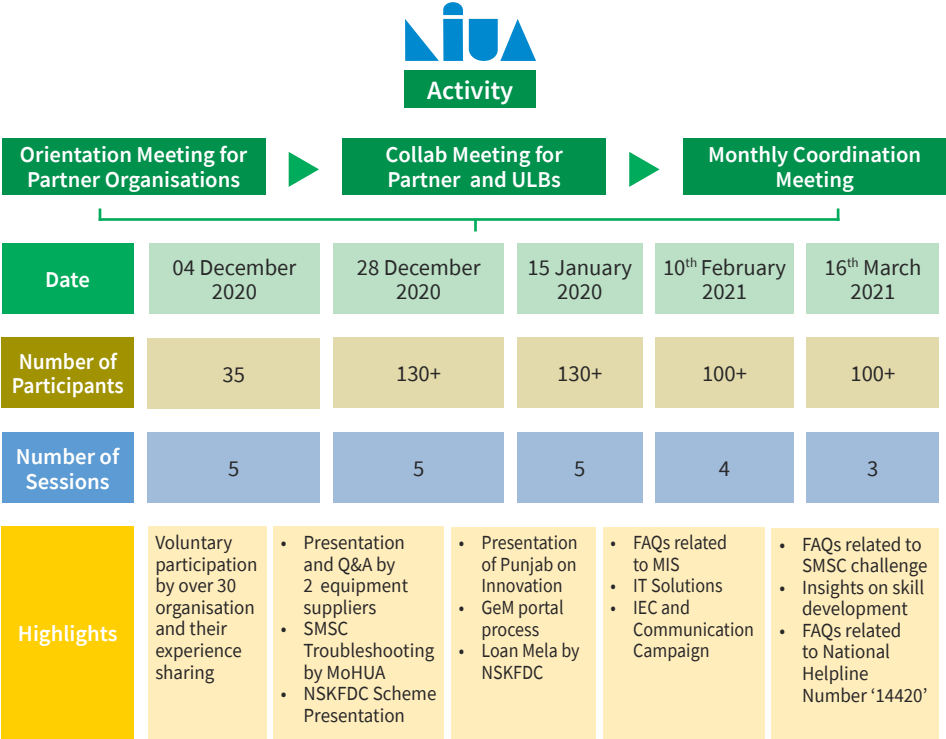 NIUA
Activity
Orientation Meeting for
Partner Organisations
Collab Meeting for
Partner and ULBs
Monthly Coordination
Meeting
Date
04 December
2020
28 December
2020
15 January
2020
10th February
2021
16th March
2021
Number of
Participants
35
130+
130+
100+
100+
Number of
Sessions
5
5
5
4
3
Highlights
Voluntary
participation
by over 30
organisation
and their
experience
sharing
• Presentation
and Q&A by
2 equipment
suppliers
• SMSC
Troubleshooting
by MoHUA
• NSKFDC Scheme
Presentation
• Presentation
of Punjab on
Innovation
• GeM portal
process
• Loan Mela by
NSKFDC
• FAQs related
to MIS
• IT Solutions
• IEC and
Communication
Campaign
• FAQs related to
SMSC challenge
• Insights on skill
development
• FAQs related
to National
Helpline
Number ‘14420’